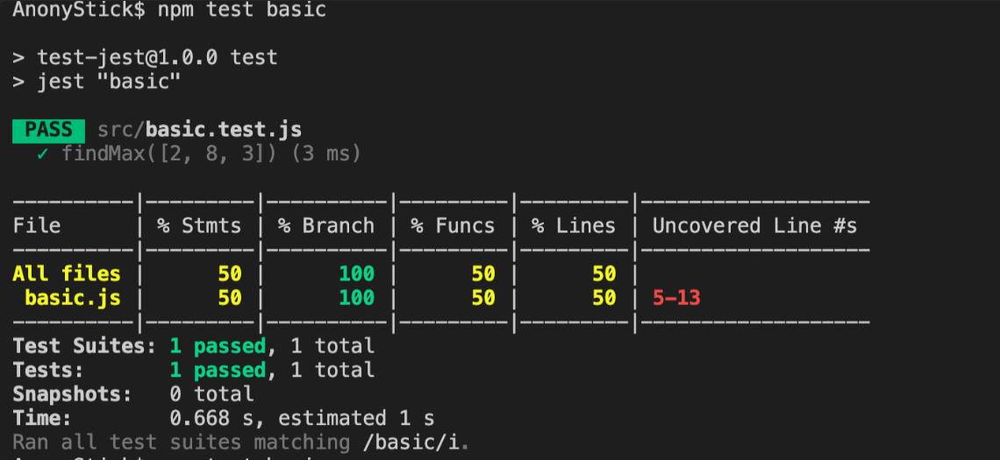 AnonyStick$ npm test basic
> test-jest@1.0.0 test
> jest "basic"
PASS src/basic.test.js
✓ findMax([2, 8, 3]) (3 ms)
----------|---------|----------|---------|---------|-------------------
File | % Stmts | % Branch | % Funcs | % Lines | Uncovered Line #s
----------|---------|----------|---------|---------|-------------------
All files | 50 | 100 | 50 | 50 |
basic.js | 50 | 100 | 50 | 50 | 5-13
----------|---------|----------|---------|---------|-------------------
Test Suites: 1 passed, 1 total
Tests: 1 passed, 1 total
Snapshots: 0 total
Time: 0.668 s, estimated 1 s
Ran all test suites matching /basic/i.